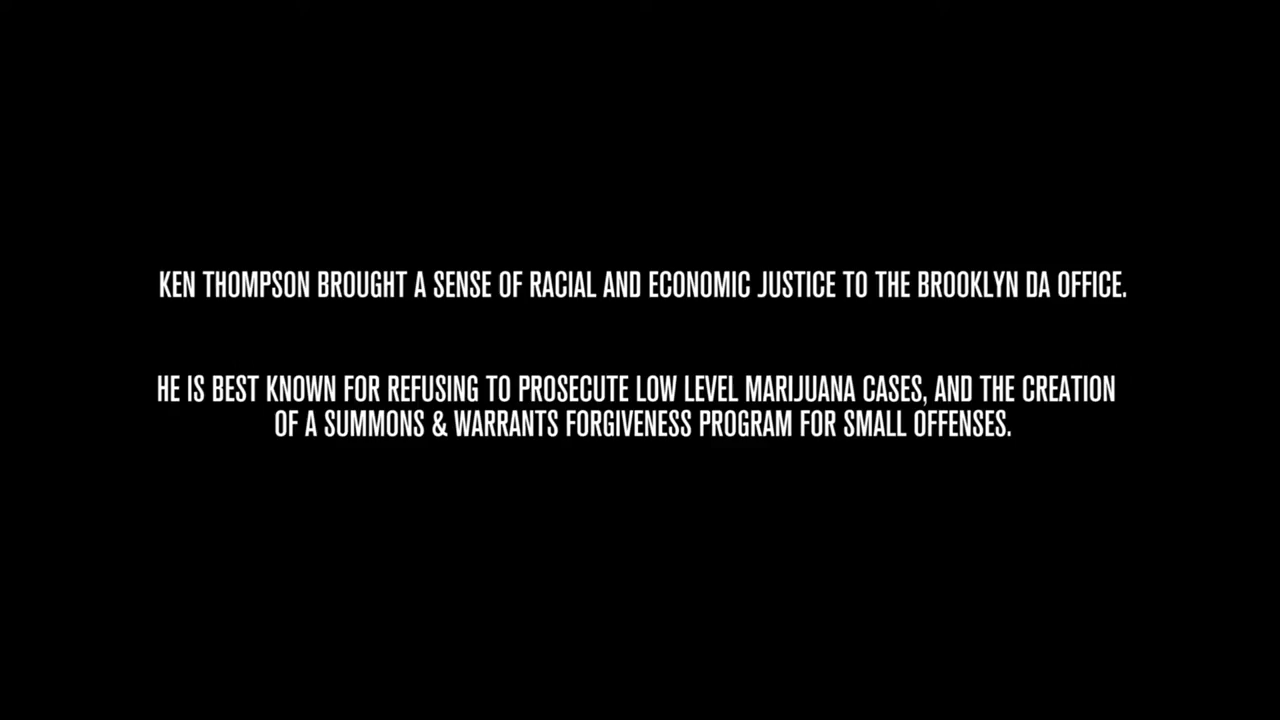 KEN THOMPSON BROUGHT A SENSE OF RACIAL AND ECONOMIC JUSTICE TO THE BROOKLYN DA OFFICE.
HE IS BEST KNOWN FOR REFUSING TO PROSECUTE LOW LEVEL MARIJUANA CASES, AND THE CREATION
OF A SUMMONS & WARRANTS FORGIVENESS PROGRAM FOR SMALL OFFENSES.